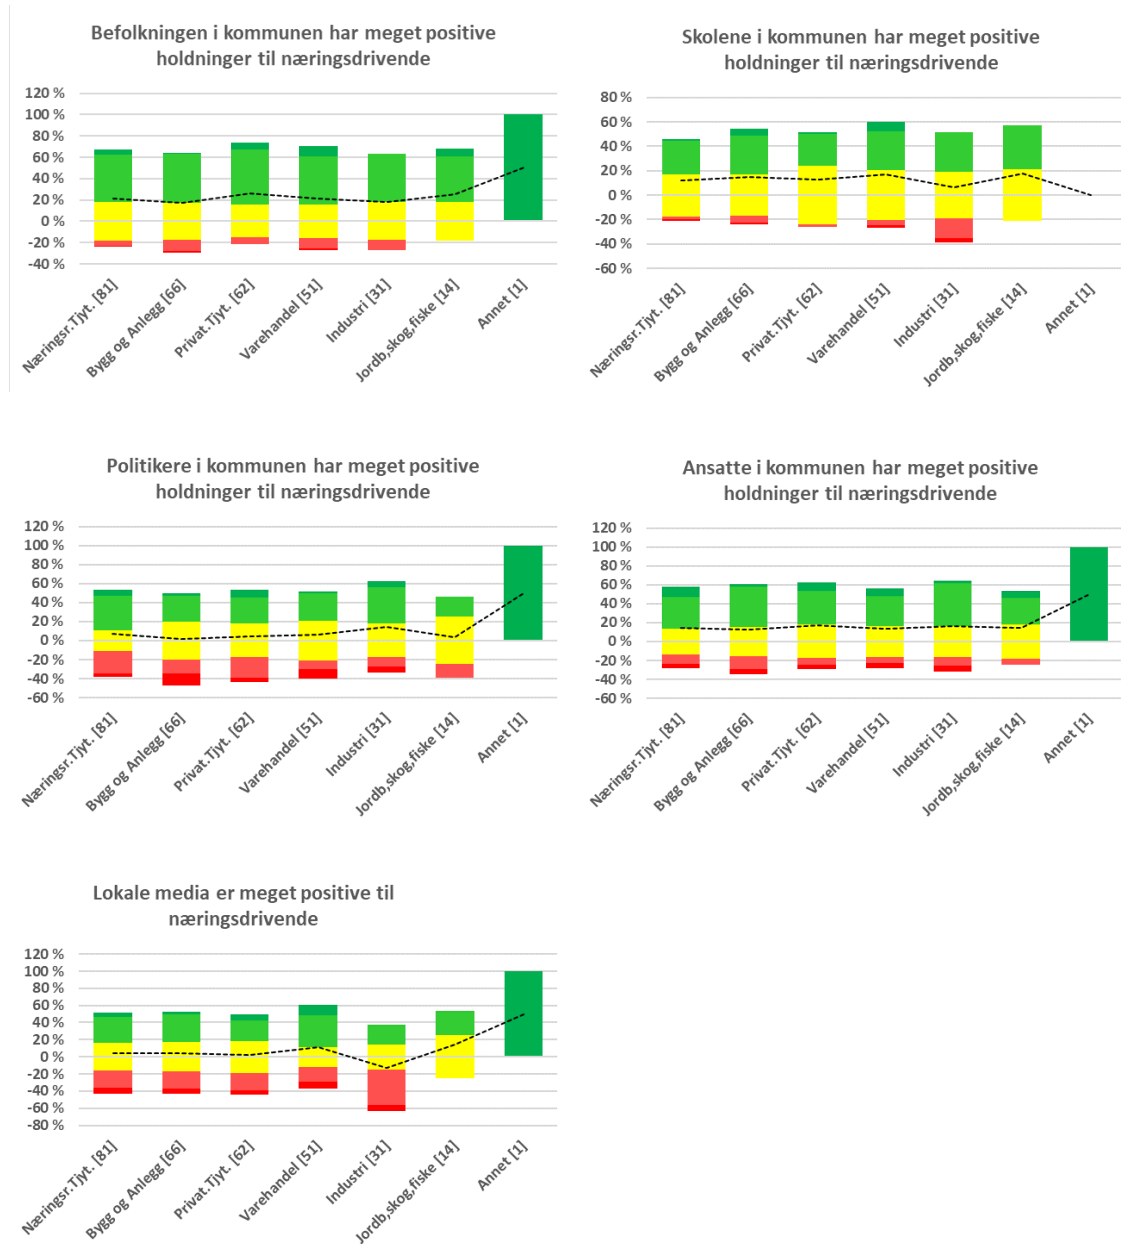 Befolkningen i kommunen har meget positive
holdninger til næringsdrivende
120 %
100 %
80 %
60 %
40 %
20 %
0 %
-20 %
-40 %
Næringsr.Tjyt. [81]
Bygg og Anlegg [66]
Privat.Tjyt. [62]
Varehandel [51]
Industri [31]
Jordb,skog,fiske [14]
Annet [1]
Skolene i kommunen har meget positive
holdninger til næringsdrivende
80 %
60 %
40 %
20 %
0 %
-20 %
-40 %
-60 %
Næringsr.Tjyt. [81]
Bygg og Anlegg [66]
Privat.Tjyt. [62]
Varehandel [51]
Industri [31]
Jordb,skog,fiske [14]
Annet [1]
Politikere i kommunen har meget positive
holdninger til næringsdrivende
120 %
100 %
80 %
60 %
40 %
20 %
0 %
-20 %
-40 %
-60 %
Næringsr.Tjyt. [81]
Bygg og Anlegg [66]
Privat.Tjyt. [62]
Varehandel [51]
Industri [31]
Jordb,skog,fiske [14]
Annet [1]
Ansatte i kommunen har meget positive
holdninger til næringsdrivende
120 %
100 %
80 %
60 %
40 %
20 %
0 %
-20 %
-40 %
-60 %
Næringsr.Tjyt. [81]
Bygg og Anlegg [66]
Privat.Tjyt. [62]
Varehandel [51]
Industri [31]
Jordb,skog,fiske [14]
Annet [1]
Lokale media er meget positive til
næringsdrivende
120 %
100 %
80 %
60 %
40 %
20 %
0 %
-20 %
-40 %
-60 %
-80 %
Næringsr.Tjyt. [81]
Bygg og Anlegg [66]
Privat.Tjyt. [62]
Varehandel [51]
Industri [31]
Jordb,skog,fiske [14]
Annet [1]